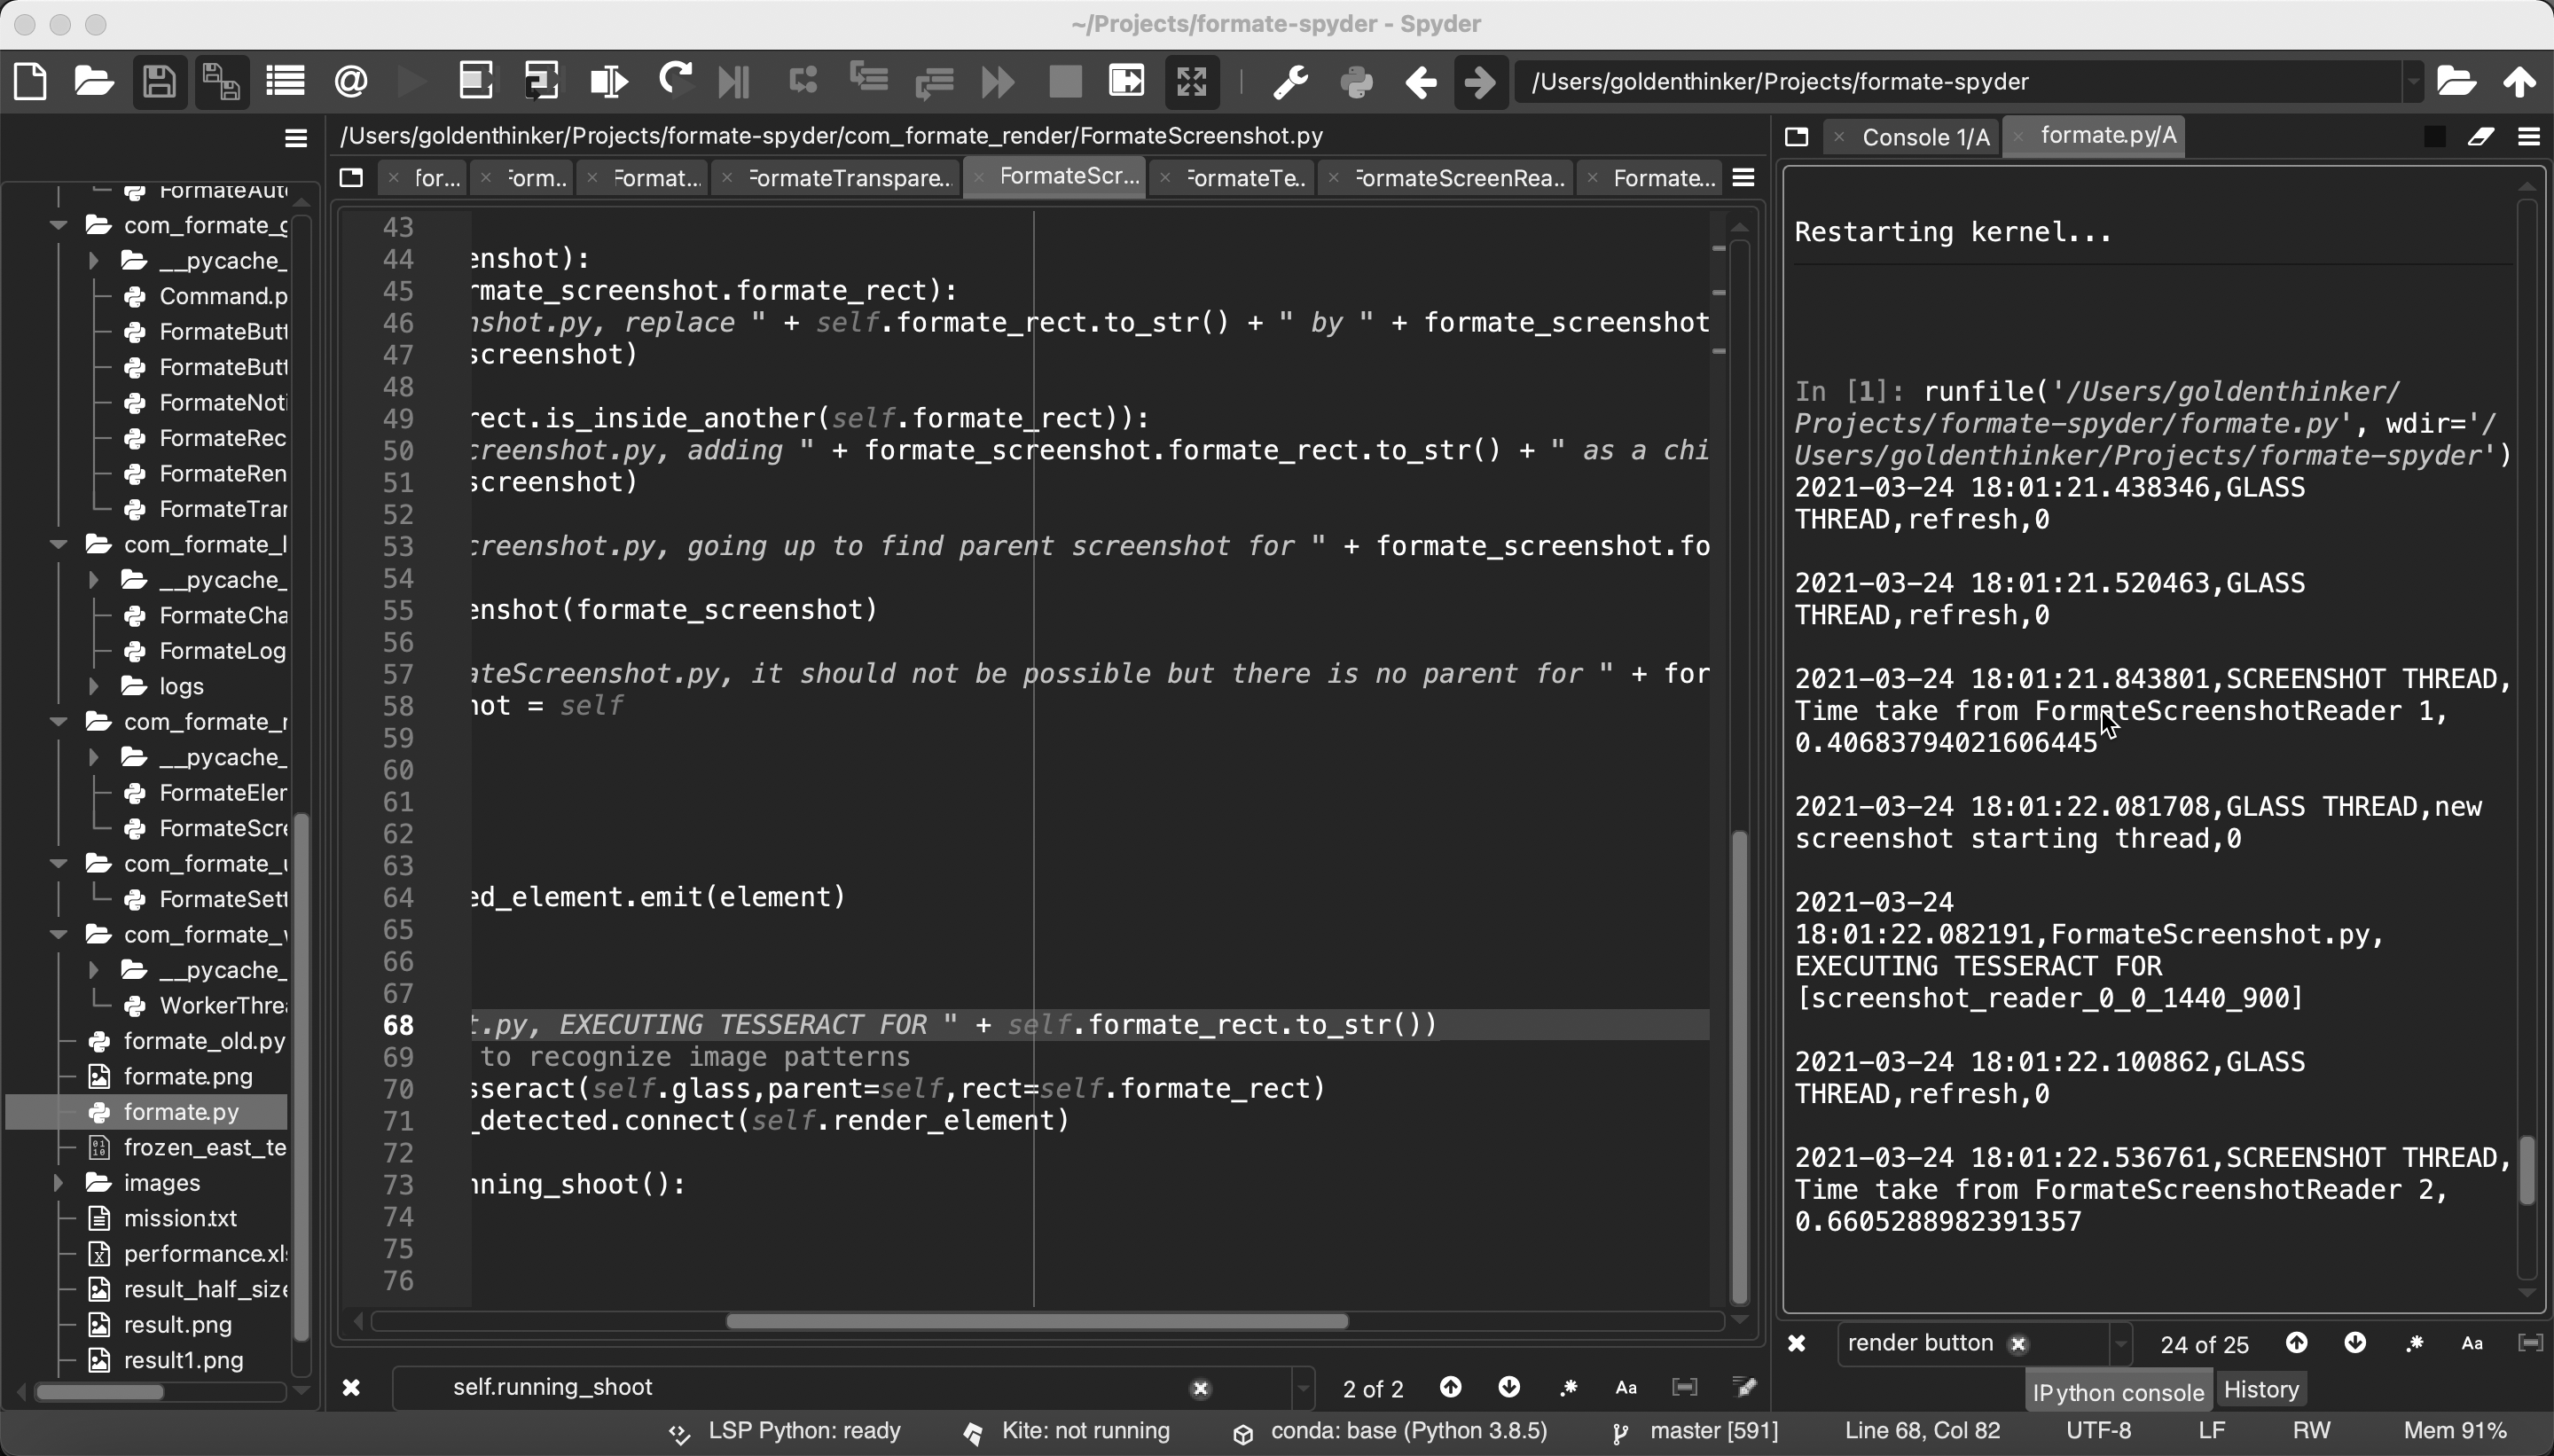 ~/Projects/formate-spyder - Spyder
/Users/goldenthinker/Projects/formate-spyder
/Users/goldenthinker/Projects/formate-spyder/com_formate_render/FormateScreenshot.py
for...
Form...
Format...
FormateTranspare...
FormateScr...
FormateTe...
FormateScreenRea...
Formate...
Console 1/A
formate.py/A
FormateAut
com_formate_g
__pycache_
Command.p
FormateButt
FormateButt
FormateNoti
FormateRec
FormateRen
FormateTran
com_formate_l
__pycache_
FormateCha
FormateLog
logs
com_formate_r
__pycache_
FormateElem
FormateScre
com_formate_u
FormateSett
com_formate_w
__pycache_
WorkerThrea
formate_old.py
formate.png
formate.py
frozen_east_te
images
mission.txt
performance.xls
result_half_size
result.png
result1.png
43
44 enshot):
45 rmate_screenshot.formate_rect):
46 nshot.py, replace " + self.formate_rect.to_str() + " by " + formate_screenshot
47 screenshot)
48
49 rect.is_inside_another(self.formate_rect)):
50 creenshot.py, adding " + formate_screenshot.formate_rect.to_str() + " as a chi
51 screenshot)
52
53 creenshot.py, going up to find parent screenshot for " + formate_screenshot.fo
54
55 enshot(formate_screenshot)
56
57 ateScreenshot.py, it should not be possible but there is no parent for " + for
58 hot = self
59
60
61
62
63
64 ed_element.emit(element)
65
66
67
68 t.py, EXECUTING TESSERACT FOR " + self.formate_rect.to_str())
69 to recognize image patterns
70 sseract(self.glass,parent=self,rect=self.formate_rect)
71 _detected.connect(self.render_element)
72
73 nning_shoot():
74
75
76
self.running_shoot
2 of 2
Aa
Restarting kernel...
In [1]: runfile('/Users/goldenthinker/
Projects/formate-spyder/formate.py', wdir='/
Users/goldenthinker/Projects/formate-spyder')
2021-03-24 18:01:21.438346,GLASS
THREAD,refresh,0
2021-03-24 18:01:21.520463,GLASS
THREAD,refresh,0
2021-03-24 18:01:21.843801,SCREENSHOT THREAD,
Time take from FormateScreenshotReader 1,
0.40683794021606445
2021-03-24 18:01:22.081708,GLASS THREAD,new
screenshot starting thread,0
2021-03-24
18:01:22.082191,FormateScreenshot.py,
EXECUTING TESSERACT FOR
[screenshot_reader_0_0_1440_900]
2021-03-24 18:01:22.100862,GLASS
THREAD,refresh,0
2021-03-24 18:01:22.536761,SCREENSHOT THREAD,
Time take from FormateScreenshotReader 2,
0.6605288982391357
render button
24 of 25
Aa
IPython console
History
LSP Python: ready
Kite: not running
conda: base (Python 3.8.5)
master [591]
Line 68, Col 82
UTF-8
LF
RW
Mem 91%